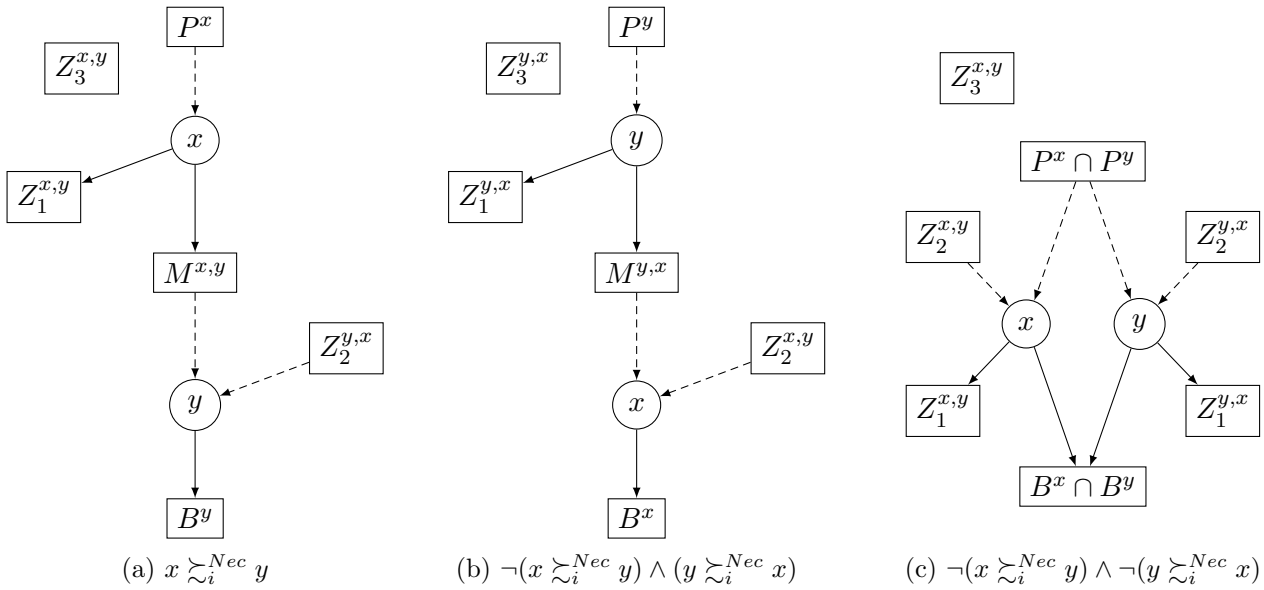 P^x
Z_3^{x,y}
x
Z_1^{x,y}
M^{x,y}
Z_2^{y,x}
y
B^y
(a) x ≿_i^{Nec} y
P^y
Z_3^{y,x}
y
Z_1^{y,x}
M^{y,x}
Z_2^{x,y}
x
B^x
(b) ¬(x ≿_i^{Nec} y) ∧ (y ≿_i^{Nec} x)
Z_3^{x,y}
P^x ∩ P^y
Z_2^{x,y} Z_2^{y,x}
x y
Z_1^{x,y} Z_1^{y,x}
B^x ∩ B^y
(c) ¬(x ≿_i^{Nec} y) ∧ ¬(y ≿_i^{Nec} x)